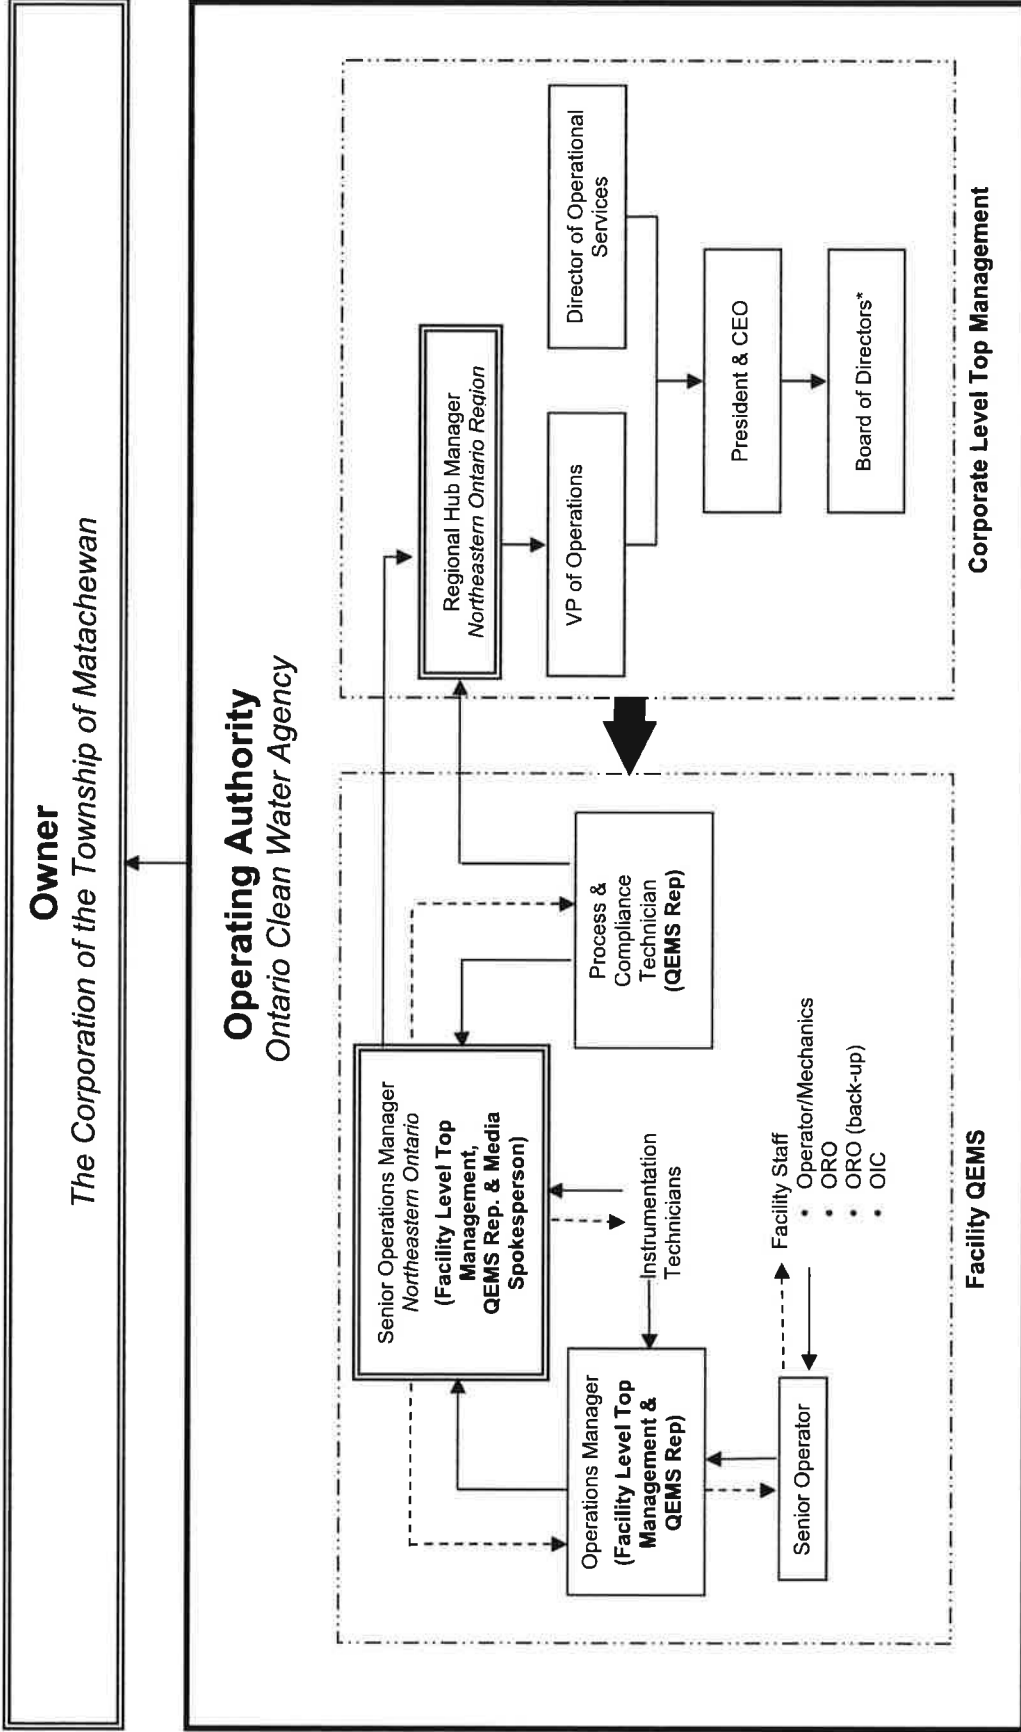 Owner
The Corporation of the Township of Matachewan
Operating Authority
Ontario Clean Water Agency
Senior Operations Manager
Northeastern Ontario
(Facility Level Top
Management,
QEMS Rep. & Media
Spokesperson)
Operations Manager
(Facility Level Top
Management &
QEMS Rep)
Instrumentation
Technicians
Process &
Compliance
Technician
(QEMS Rep)
Senior Operator
Facility Staff
• Operator/Mechanics
• ORO
• ORO (back-up)
• OIC
Facility QEMS
Regional Hub Manager
Northeastern Ontario Region
VP of Operations
Director of Operational
Services
President & CEO
Board of Directors*
Corporate Level Top Management